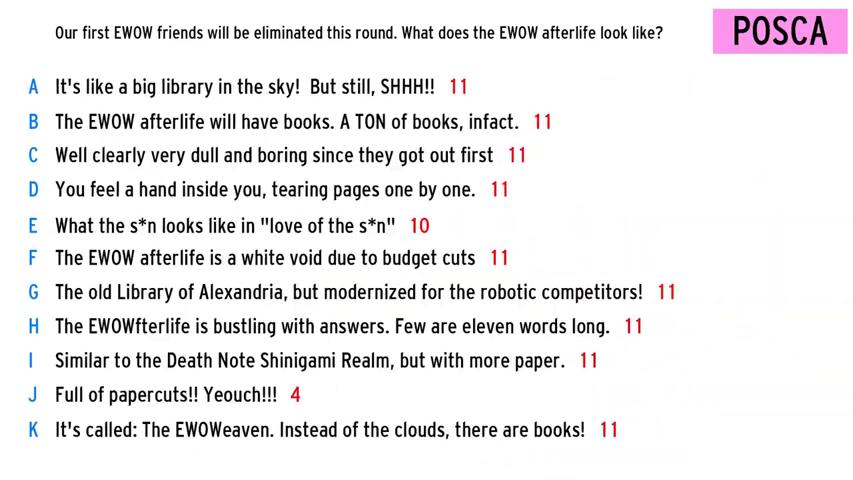 Our first EWOW friends will be eliminated this round. What does the EWOW afterlife look like?
POSCA
A It's like a big library in the sky! But still, SHHH!! 11
B The EWOW afterlife will have books. A TON of books, infact. 11
C Well clearly very dull and boring since they got out first 11
D You feel a hand inside you, tearing pages one by one. 11
E What the s*n looks like in "love of the s*n" 10
F The EWOW afterlife is a white void due to budget cuts 11
G The old Library of Alexandria, but modernized for the robotic competitors! 11
H The EWOWfterlife is bustling with answers. Few are eleven words long. 11
I Similar to the Death Note Shinigami Realm, but with more paper. 11
J Full of papercuts!! Yeouch!!! 4
K It's called: The EWOWeaven. Instead of the clouds, there are books! 11